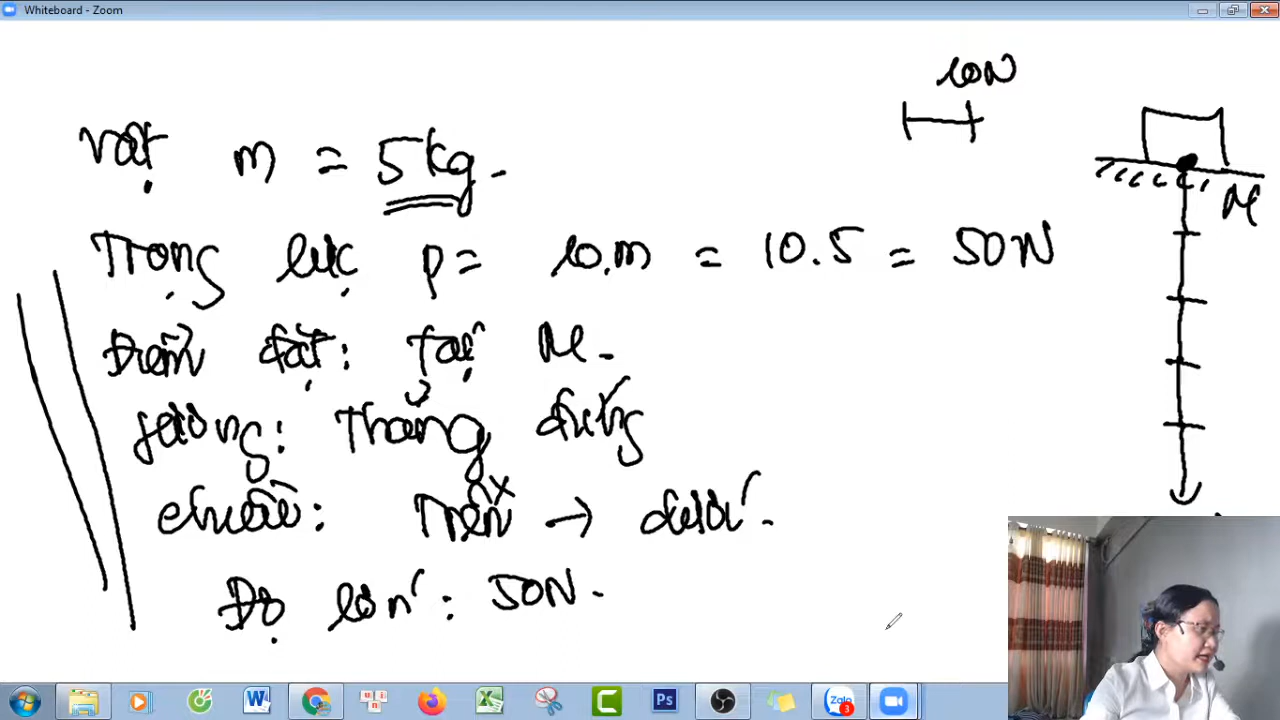 Whiteboard - Zoom
10N
Vật m = 5kg.
M
Trọng lực P = 10.m = 10.5 = 50N
Điểm đặt: tại M.
phương: Thẳng đứng
chiều: Trên → dưới.
Độ lớn: 50N.